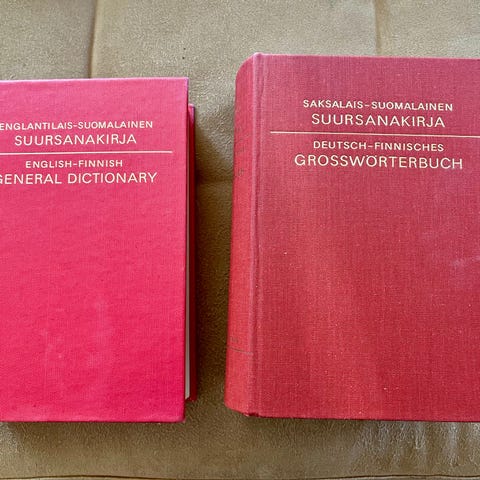 ENGLANTILAIS-SUOMALAINEN
SUURSANAKIRJA
ENGLISH-FINNISH
GENERAL DICTIONARY
SAKSALAIS-SUOMALAINEN
SUURSANAKIRJA
DEUTSCH-FINNISCHES
GROSSWÖRTERBUCH